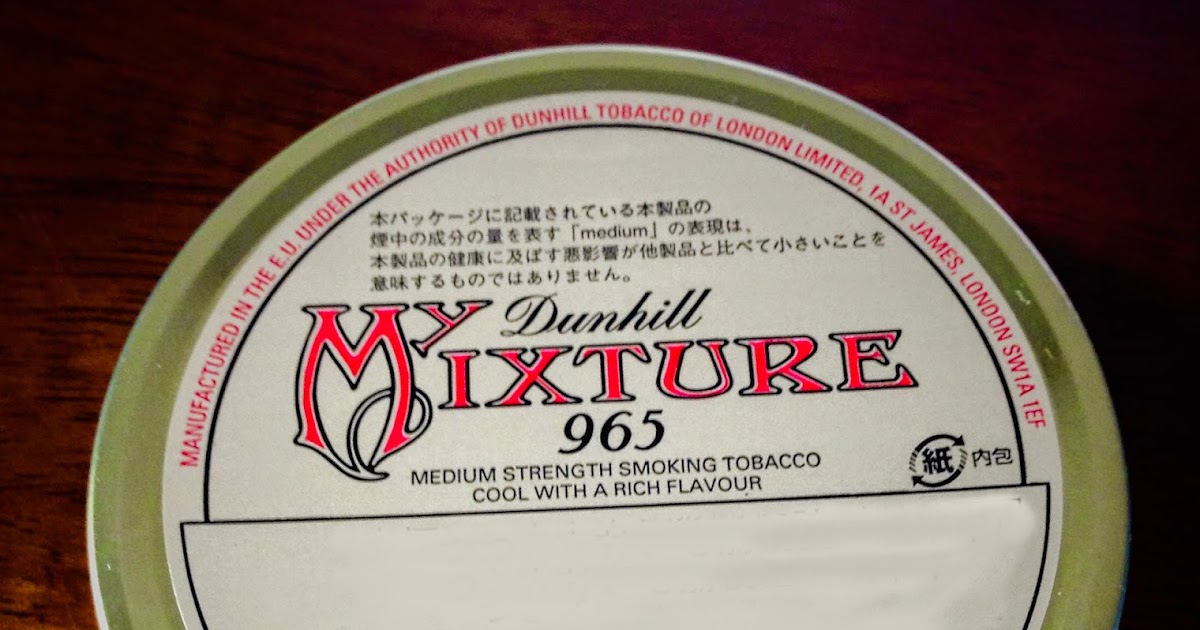 MANUFACTURED IN THE E.U. UNDER THE AUTHORITY OF DUNHILL TOBACCO OF LONDON LIMITED, 1A ST JAMES, LONDON SW1A 1EF
本パッケージに記載されている本製品の
煙中の成分の量を表す「medium」の表現は、
本製品の健康に及ぼす悪影響が他製品と比べて小さいことを
意味するものではありません。
My Dunhill
MIXTURE
965
MEDIUM STRENGTH SMOKING TOBACCO
COOL WITH A RICH FLAVOUR
紙 内包